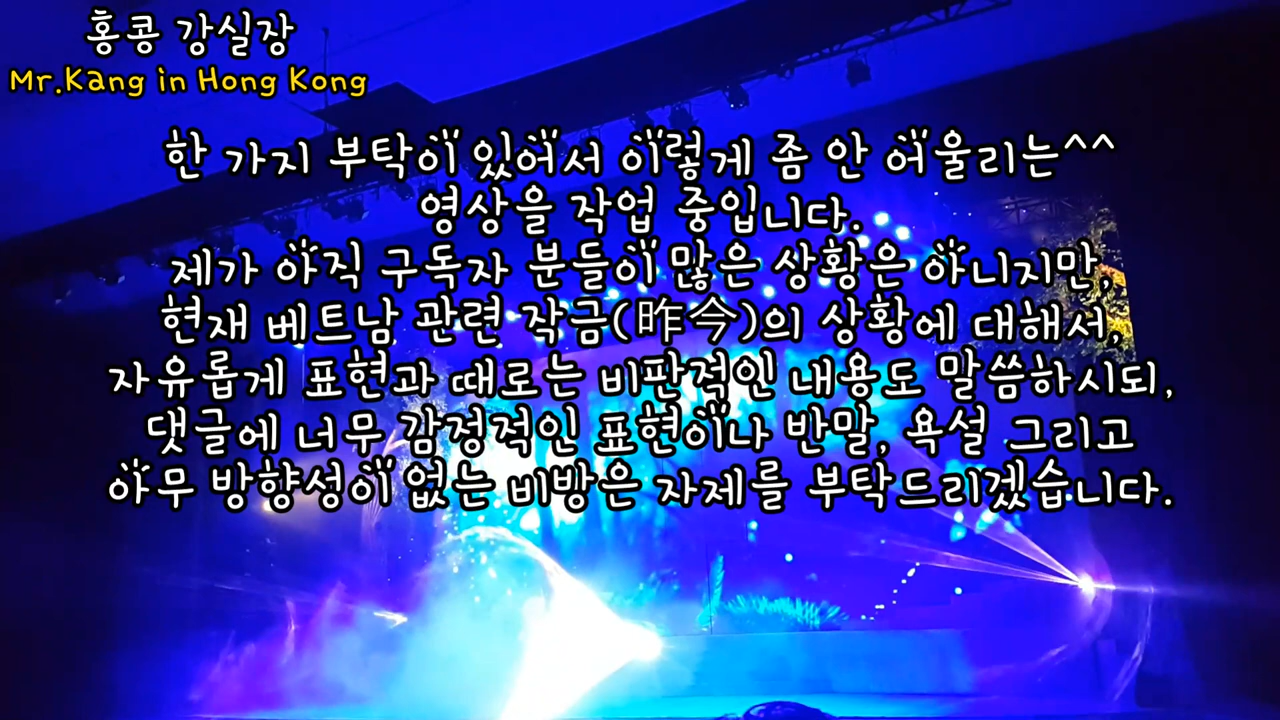 홍콩 강실장
Mr.Kang in Hong Kong
한 가지 부탁이 있어서 이렇게 좀 안 어울리는^^
영상을 작업 중입니다.
제가 아직 구독자 분들이 많은 상황은 아니지만,
현재 베트남 관련 작금(昨今)의 상황에 대해서,
자유롭게 표현과 때로는 비판적인 내용도 말씀하시되,
댓글에 너무 감정적인 표현이나 반말, 욕설 그리고
아무 방향성이 없는 비방은 자제를 부탁드리겠습니다.